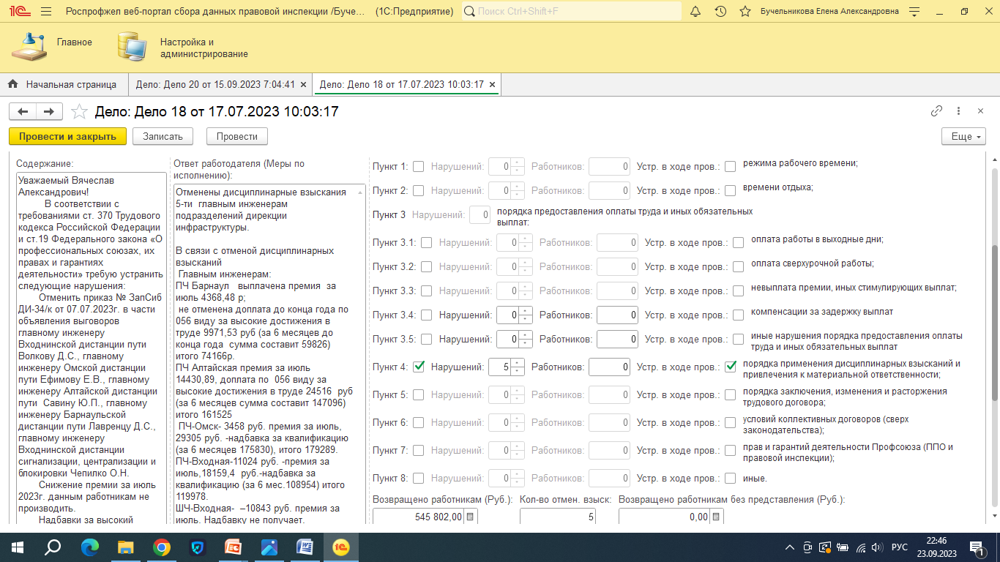 Роспрофжел веб-портал сбора данных правовой инспекции /Буче... (1С:Предприятие) Поиск Ctrl+Shift+F Бучельникова Елена Александровна
Главное
Настройка и
администрирование
Начальная страница Дело: Дело 20 от 15.09.2023 7:04:41 Дело: Дело 18 от 17.07.2023 10:03:17
Дело: Дело 18 от 17.07.2023 10:03:17
Провести и закрыть Записать Провести Еще
Содержание:
Уважаемый Вячеслав
Александрович!
В соответствии с
требованиями ст. 370 Трудового
кодекса Российской Федерации
и ст.19 Федерального закона «О
профессиональных союзах, их
правах и гарантиях
деятельности» требую устранить
следующие нарушения:
Отменить приказ № ЗапСиб
ДИ-34/к от 07.07.2023г. в части
объявления выговоров
главному инженеру
Входнинской дистанции пути
Волкову Д.С., главному
инженеру Омской дистанции
пути Ефимову Е.В., главному
инженеру Алтайской дистанции
пути Савину Ю.П., главному
инженеру Барнаульской
дистанции пути Лавренцу Д.С.,
главному инженеру
Входнинской дистанции
сигнализации, централизации и
блокировки Чепилко О.Н.
Снижение премии за июль
2023г. данным работникам не
производить.
Надбавки за высокий
Ответ работодателя (Меры по
исполнению):
Отменены дисциплинарные взыскания
5-ти главным инженерам
подразделений дирекции
инфраструктуры.
В связи с отменой дисциплинарных
взысканий
Главным инженерам:
ПЧ Барнаул выплачена премия за
июль 4368,48 р;
не отменена доплата до конца года по
056 виду за высокие достижения в
труде 9971,53 руб (за 6 месяцев до
конца года сумма составит 59826)
итого 74166р.
ПЧ Алтайская премия за июль
14430,89, доплата по 056 виду за
высокие достижения в труде 24516 руб
(за 6 месяцев сумма составит 147096)
итого 161525
ПЧ-Омск- 3458 руб. премия за июль,
29305 руб. -надбавка за квалификацию
(за 6 месяцев 175830), итого 179289.
ПЧ-Входная-11024 руб. -премия за
июль,18159,4 руб.-надбавка за
квалификацию (за 6 мес.108954) итого
119978.
ШЧ-Входная- –10843 руб. премия за
июль. Надбавку не получает.
Пункт 1: Нарушений: 0 Работников: 0 Устр. в ходе пров.: режима рабочего времени;
Пункт 2: Нарушений: 0 Работников: 0 Устр. в ходе пров.: времени отдыха;
Пункт 3 Нарушений: 0 порядка предоставления оплаты труда и иных обязательных
выплат:
Пункт 3.1: Нарушений: 0 Работников: 0 Устр. в ходе пров.: оплата работы в выходные дни;
Пункт 3.2: Нарушений: 0 Работников: 0 Устр. в ходе пров.: оплата сверхурочной работы;
Пункт 3.3: Нарушений: 0 Работников: 0 Устр. в ходе пров.: невыплата премии, иных стимулирующих выплат;
Пункт 3.4: Нарушений: 0 Работников: 0 Устр. в ходе пров.: компенсации за задержку выплат
Пункт 3.5: Нарушений: 0 Работников: 0 Устр. в ходе пров.: иные нарушения порядка предоставления оплаты
труда и иных обязательных выплат
Пункт 4: Нарушений: 5 Работников: 0 Устр. в ходе пров.: порядка применения дисциплинарных взысканий и
привлечения к материальной ответственности;
Пункт 5: Нарушений: 0 Работников: 0 Устр. в ходе пров.: порядка заключения, изменения и расторжения
трудового договора;
Пункт 6: Нарушений: 0 Работников: 0 Устр. в ходе пров.: условий коллективных договоров (сверх
законодательства);
Пункт 7: Нарушений: 0 Работников: 0 Устр. в ходе пров.: прав и гарантий деятельности Профсоюза (ППО и
правовой инспекции);
Пункт 8: Нарушений: 0 Работников: 0 Устр. в ходе пров.: иные.
Возвращено работникам (Руб.): Кол-во отмен. взыск: Возвращено работникам без представления (Руб.):
545 802,00 5 0,00
РУС
22:46
23.09.2023
1